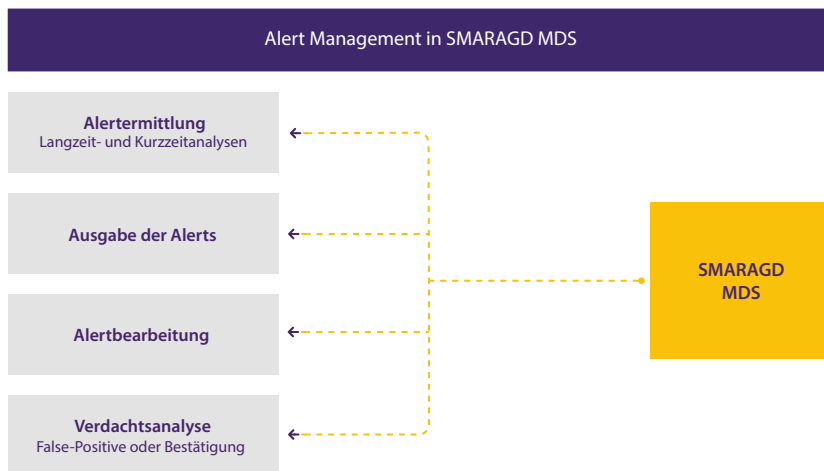 Alert Management in SMARAGD MDS
Alertermittlung
Langzeit- und Kurzzeitanalysen
Ausgabe der Alerts
SMARAGD
MDS
Alertbearbeitung
Verdachtsanalyse
False-Positive oder Bestätigung